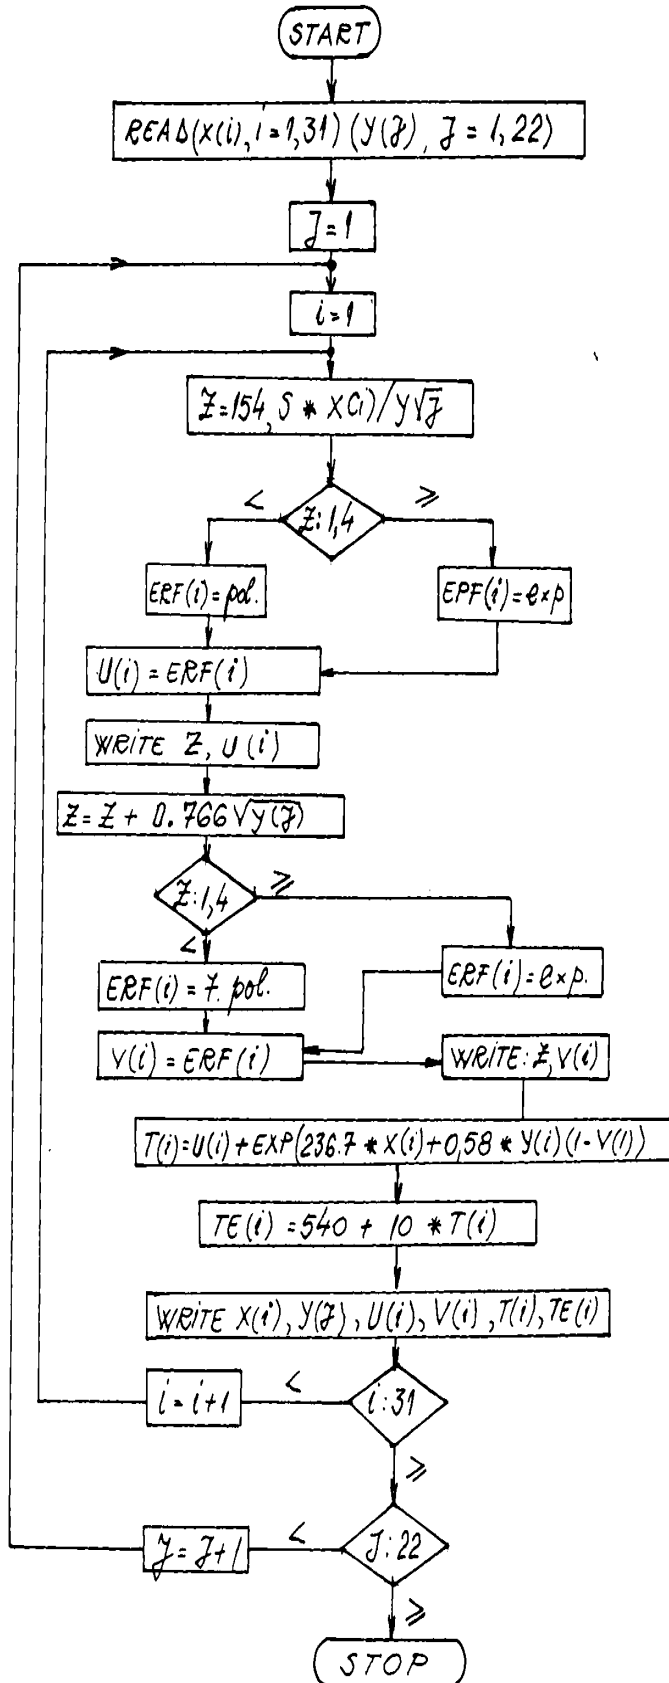 START
READ(X(i), i=1,31) (Y(J), J=1,22)
J=1
i=1
Z=154,5 * X(i)/Y√J
Z:1,4
<
≥
ERF(i)=pol.
EPF(i)=exp
U(i)=ERF(i)
WRITE Z, U(i)
Z=Z+0.766√Y(J)
Z:1,4
≥
<
ERF(i)=7. pol.
ERF(i)=exp.
V(i)=ERF(i)
WRITE: Z, V(i)
T(i)=U(i)+EXP(236.7*X(i)+0,58*Y(i)(1-V(I))
TE(i)=540+10*T(i)
WRITE X(i), Y(J), U(i), V(i), T(i), TE(i)
i=i+1
<
i:31
≥
J=J+1
<
J:22
≥
STOP